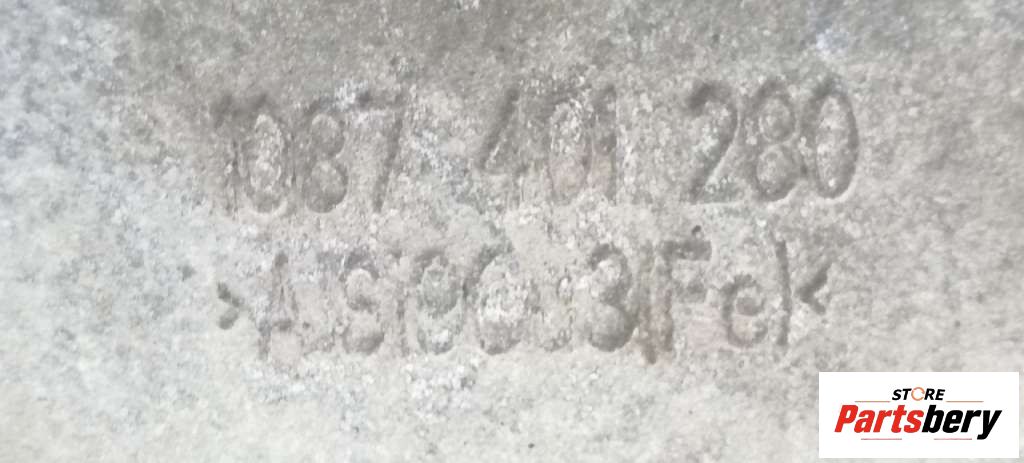 1087 401 280
>AlSi9Cu3(Fe)<
STORE
Partsbery